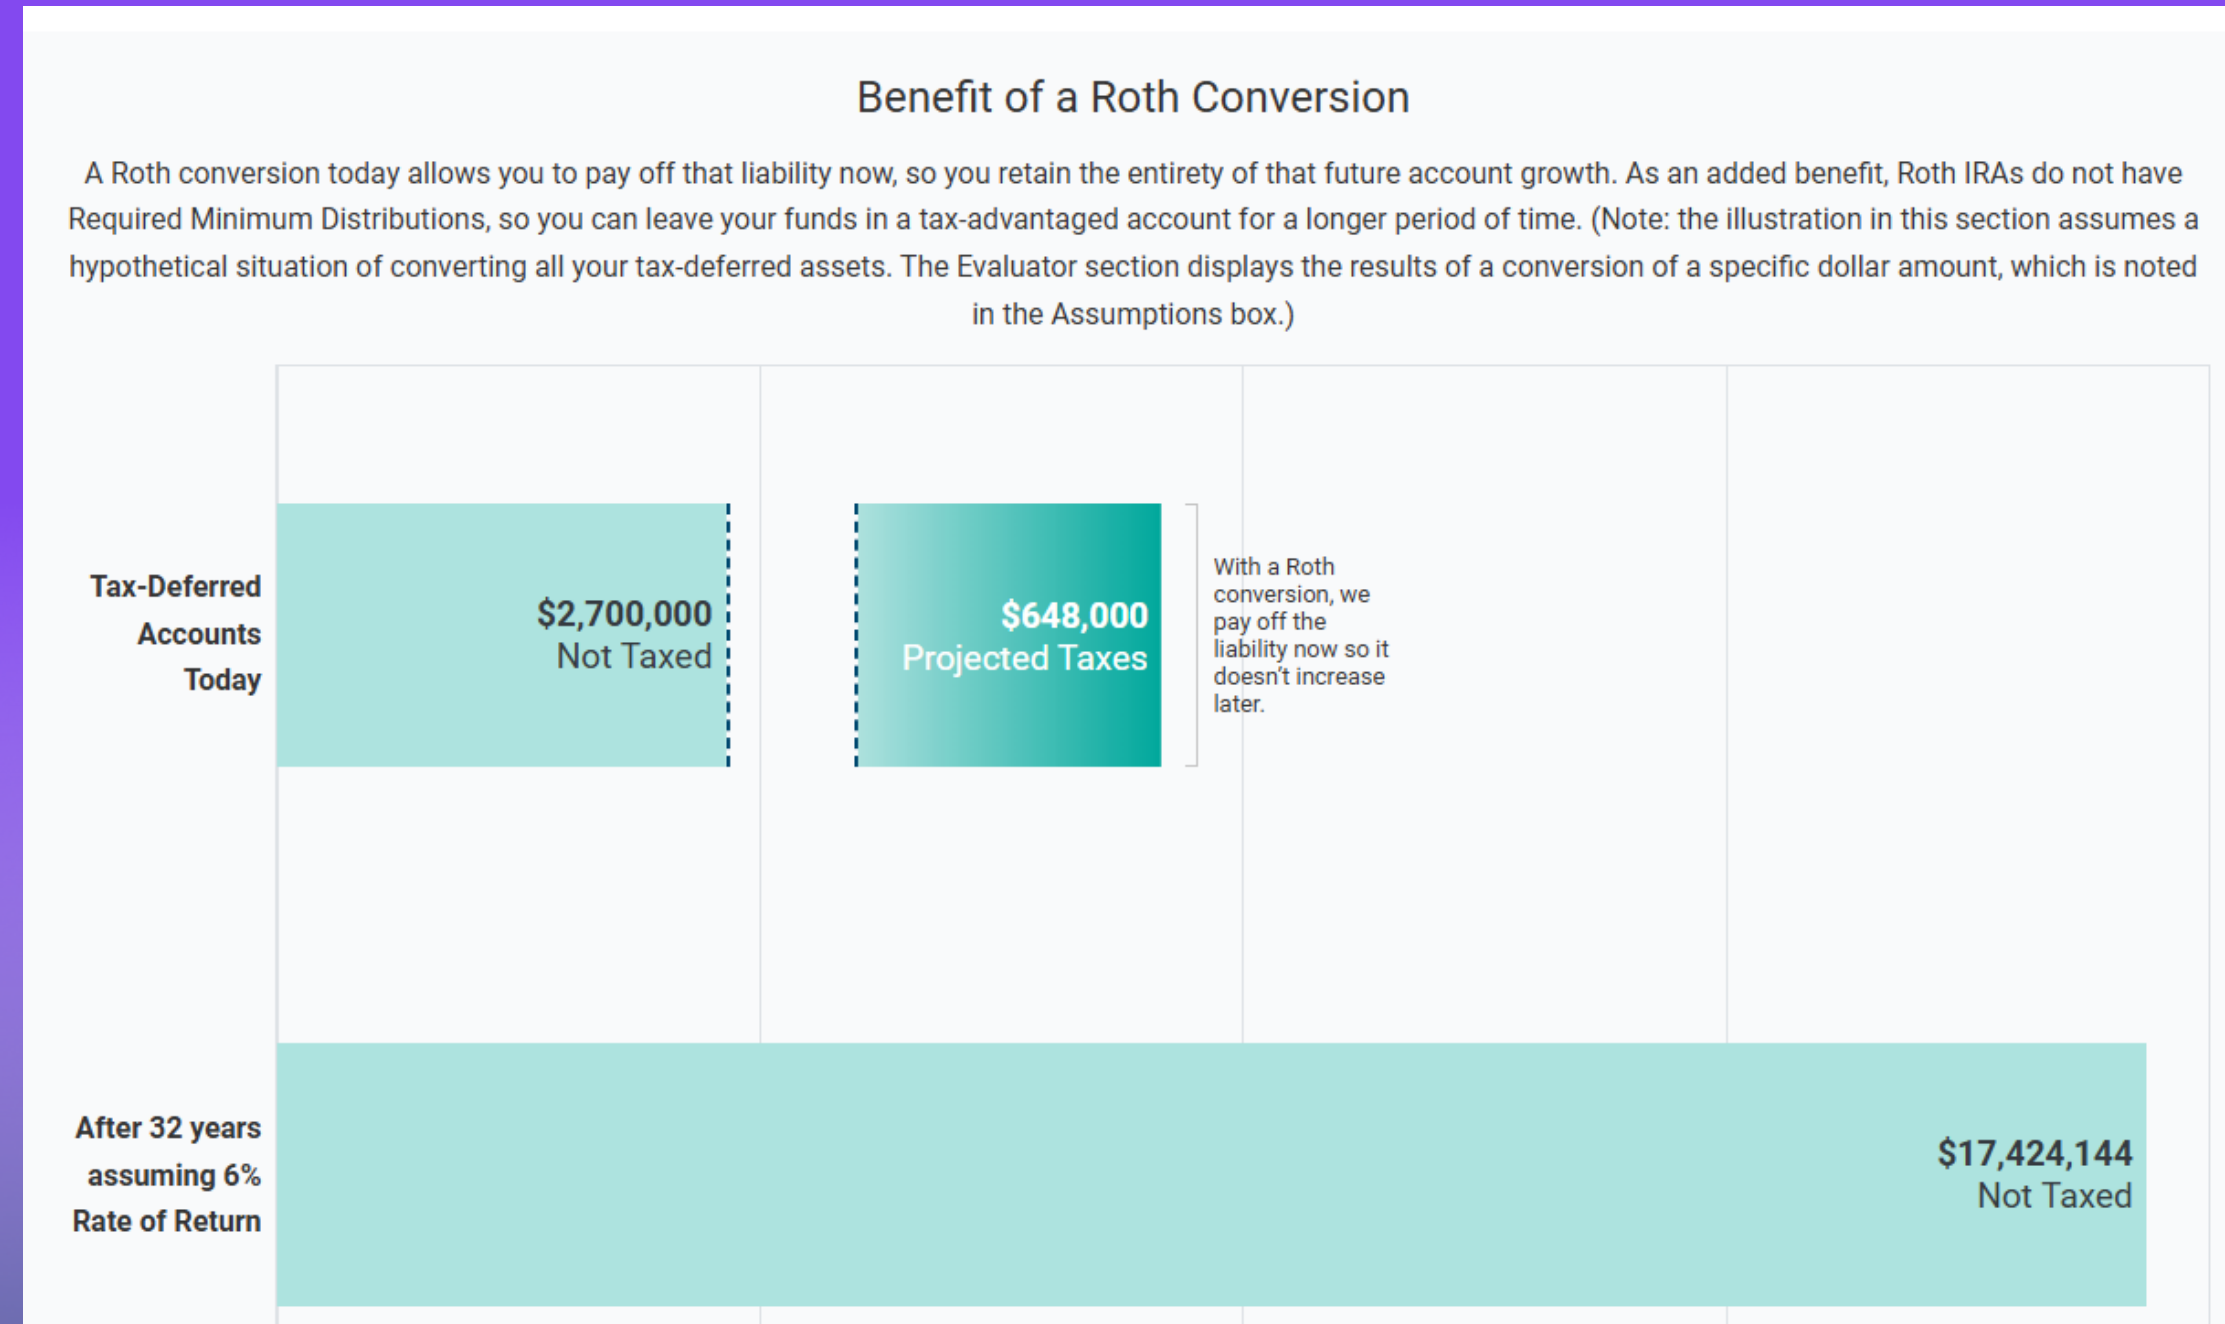 Benefit of a Roth Conversion
A Roth conversion today allows you to pay off that liability now, so you retain the entirety of that future account growth. As an added benefit, Roth IRAs do not have
Required Minimum Distributions, so you can leave your funds in a tax-advantaged account for a longer period of time. (Note: the illustration in this section assumes a
hypothetical situation of converting all your tax-deferred assets. The Evaluator section displays the results of a conversion of a specific dollar amount, which is noted
in the Assumptions box.)
Tax-Deferred
Accounts
Today
$2,700,000
Not Taxed
$648,000
Projected Taxes
With a Roth
conversion, we
pay off the
liability now so it
doesn't increase
later.
After 32 years
assuming 6%
Rate of Return
$17,424,144
Not Taxed